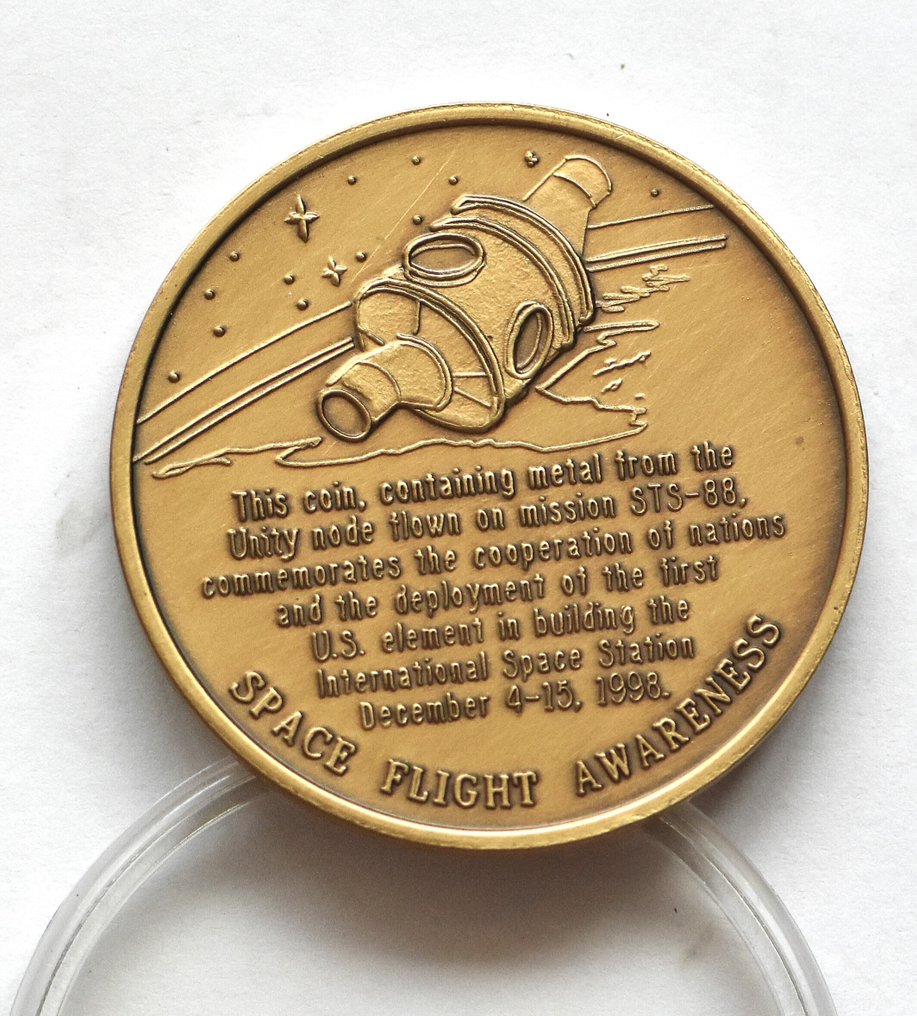 This coin, containing metal from the
Unity node flown on mission STS-88,
commemorates the cooperation of nations
and the deployment of the first
U.S. element in building the
International Space Station
December 4-15, 1998.
SPACE FLIGHT AWARENESS